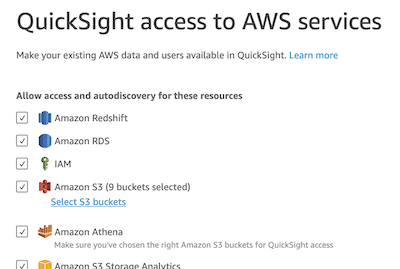 QuickSight access to AWS services
Make your existing AWS data and users available in QuickSight. Learn more
Allow access and autodiscovery for these resources
Amazon Redshift
Amazon RDS
IAM
Amazon S3 (9 buckets selected)
Select S3 buckets
Amazon Athena
Make sure you've chosen the right Amazon S3 buckets for QuickSight access
Amazon S3 Storage Analytics